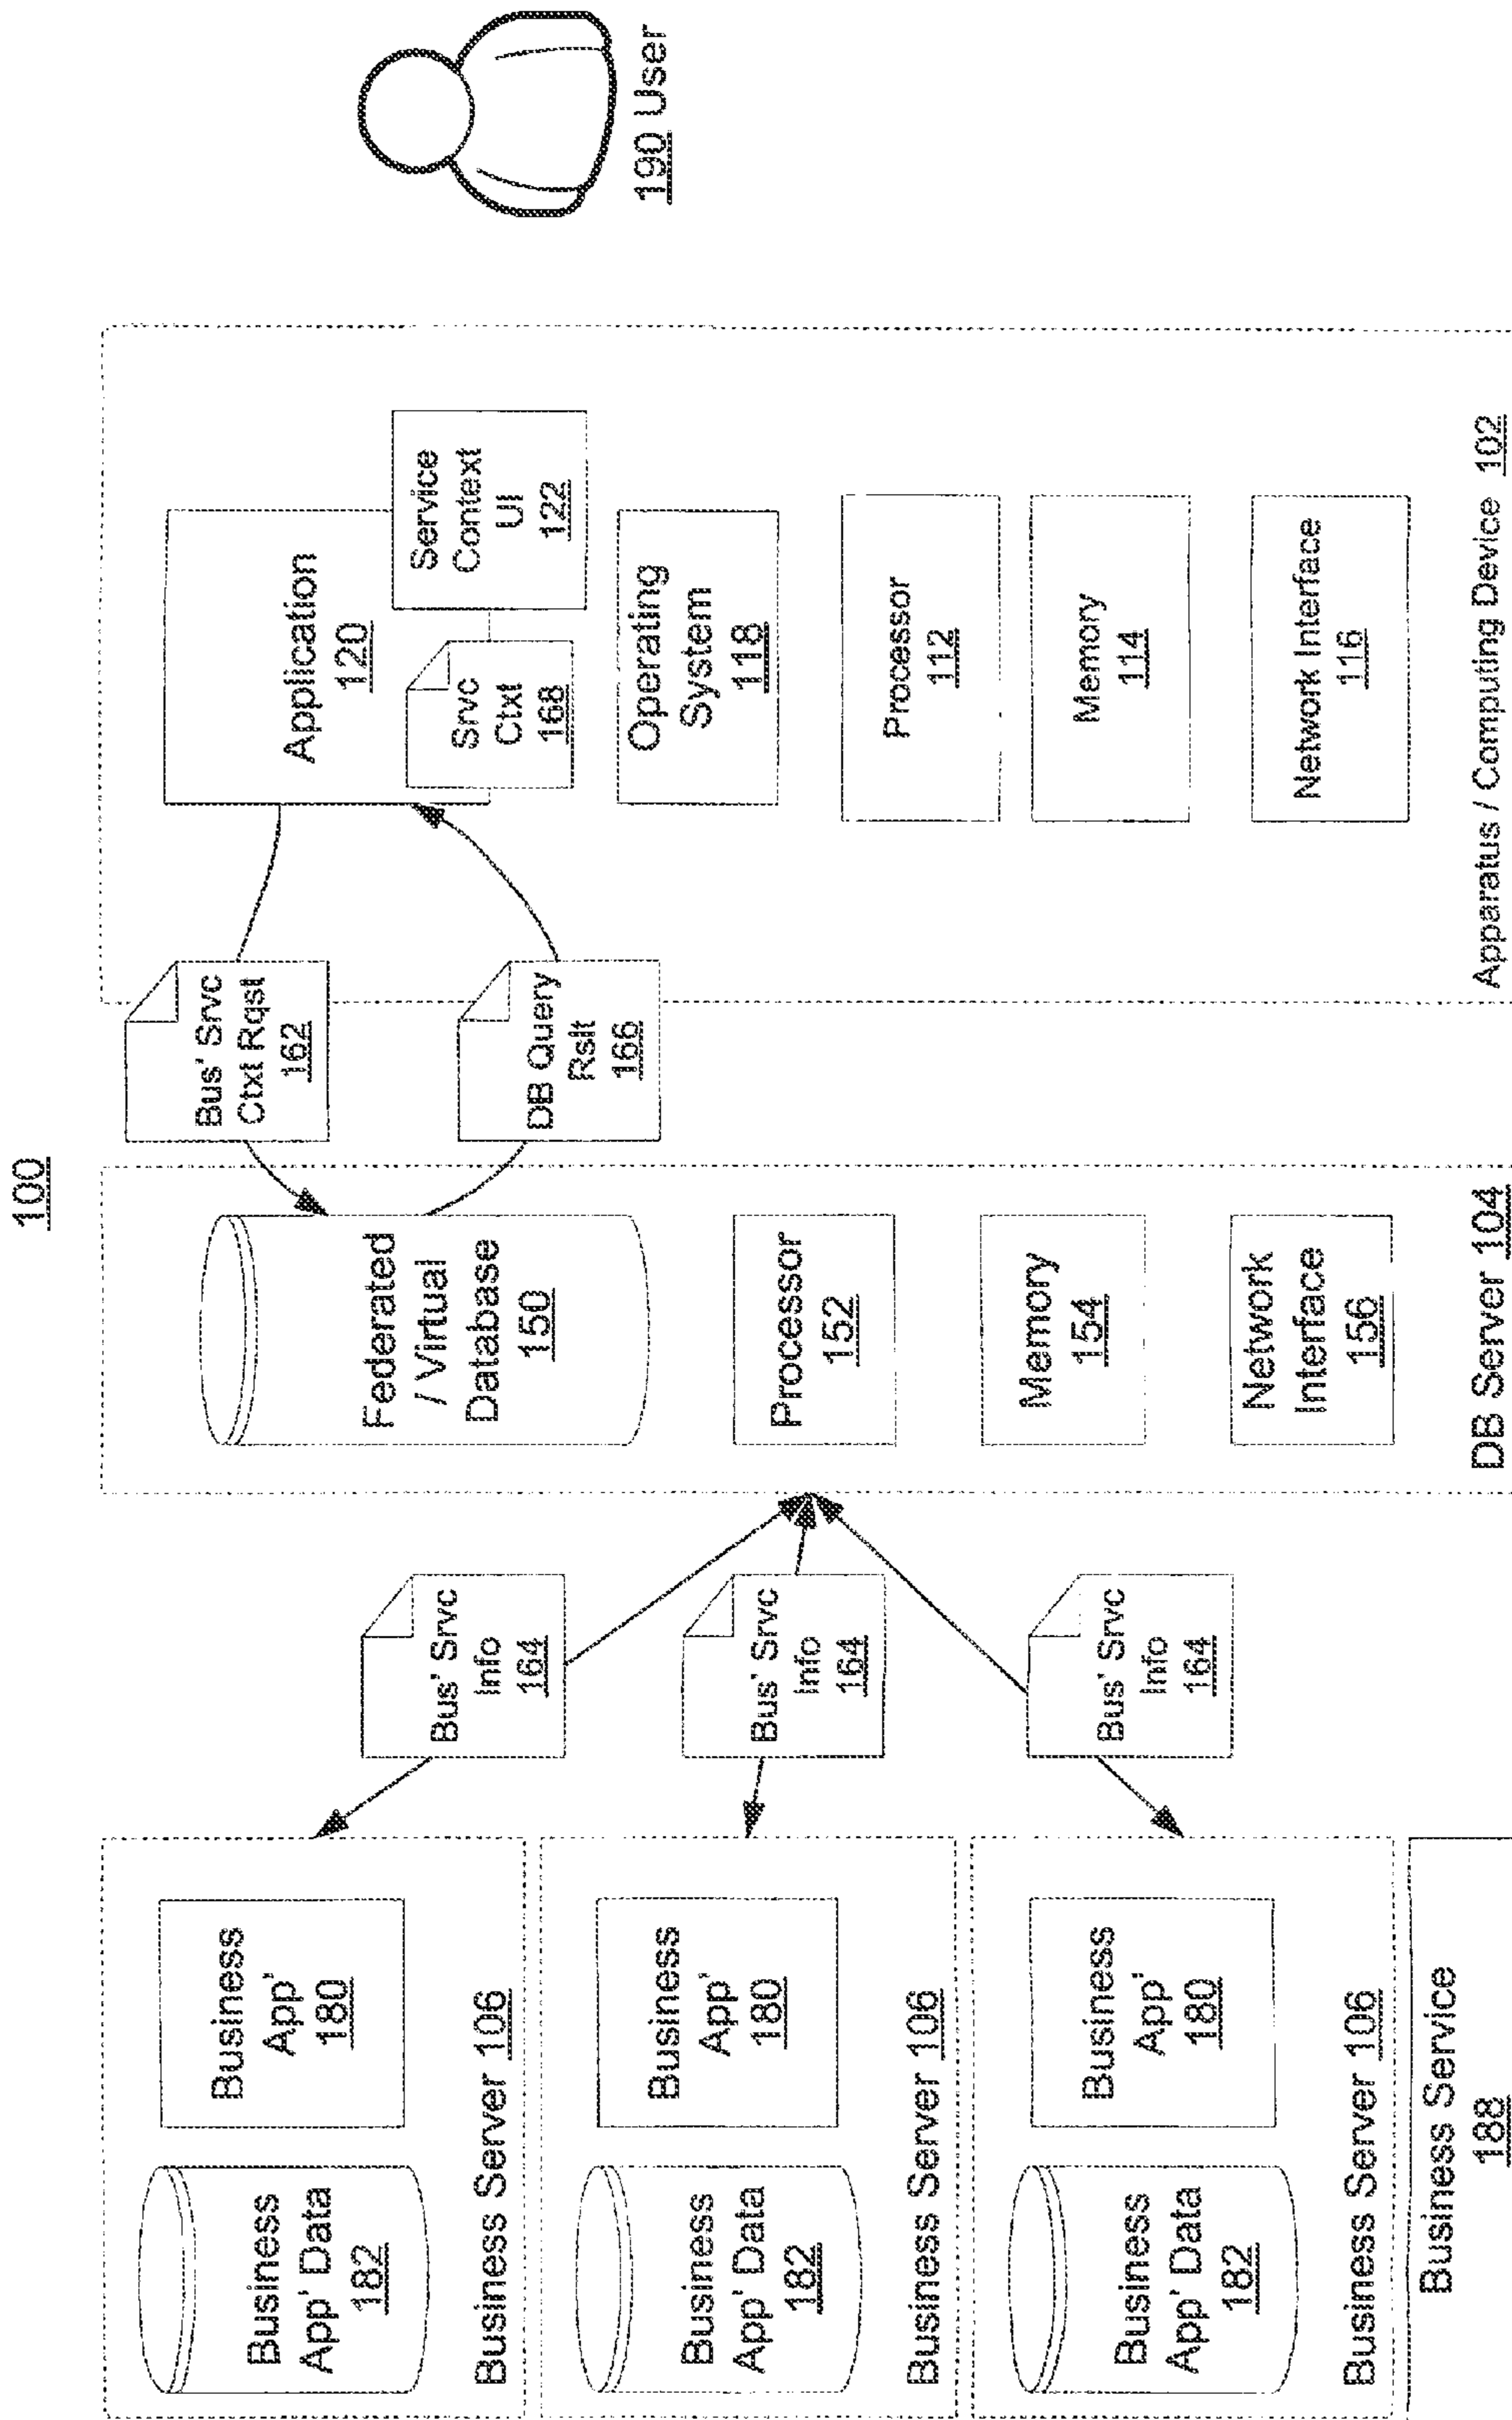 100
Business
App' Data
182
Business
App'
180
Business Server 106
Business
App' Data
182
Business
App'
180
Business Server 106
Business
App' Data
182
Business
App'
180
Business Server 106
Business Service
188
Bus' Srvc
Info
164
Bus' Srvc
Info
164
Bus' Srvc
Info
164
Federated
/ Virtual
Database
150
Processor
152
Memory
154
Network
Interface
156
DB Server 104
Bus' Srvc
Ctxt Rqst
162
DB Query
Rslt
166
Application
120
Srvc
Ctxt
168
Service
Context
UI
122
Operating
System
118
Processor
112
Memory
114
Network Interface
116
Apparatus / Computing Device 102
190 User